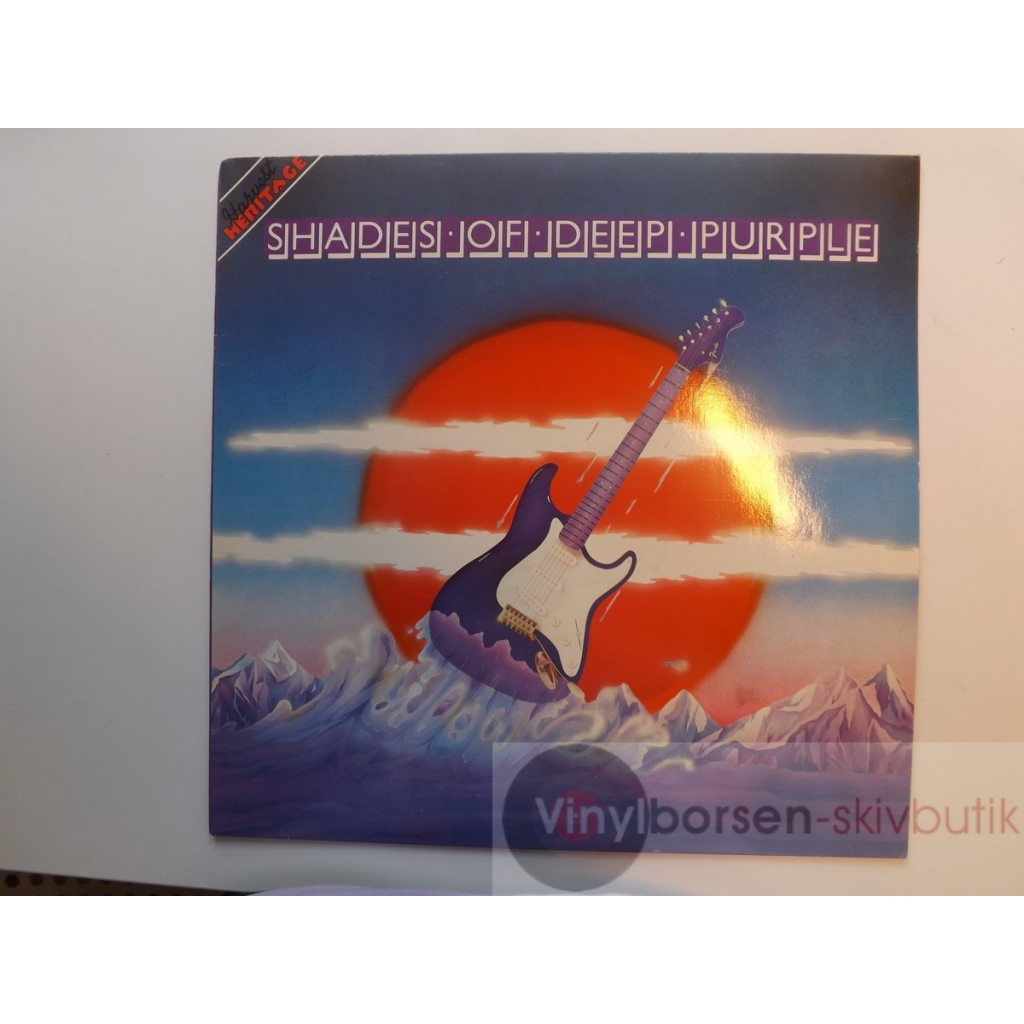 Harvest
HERITAGE
SHADES·OF·DEEP·PURPLE
Vinylborsen-skivbutik